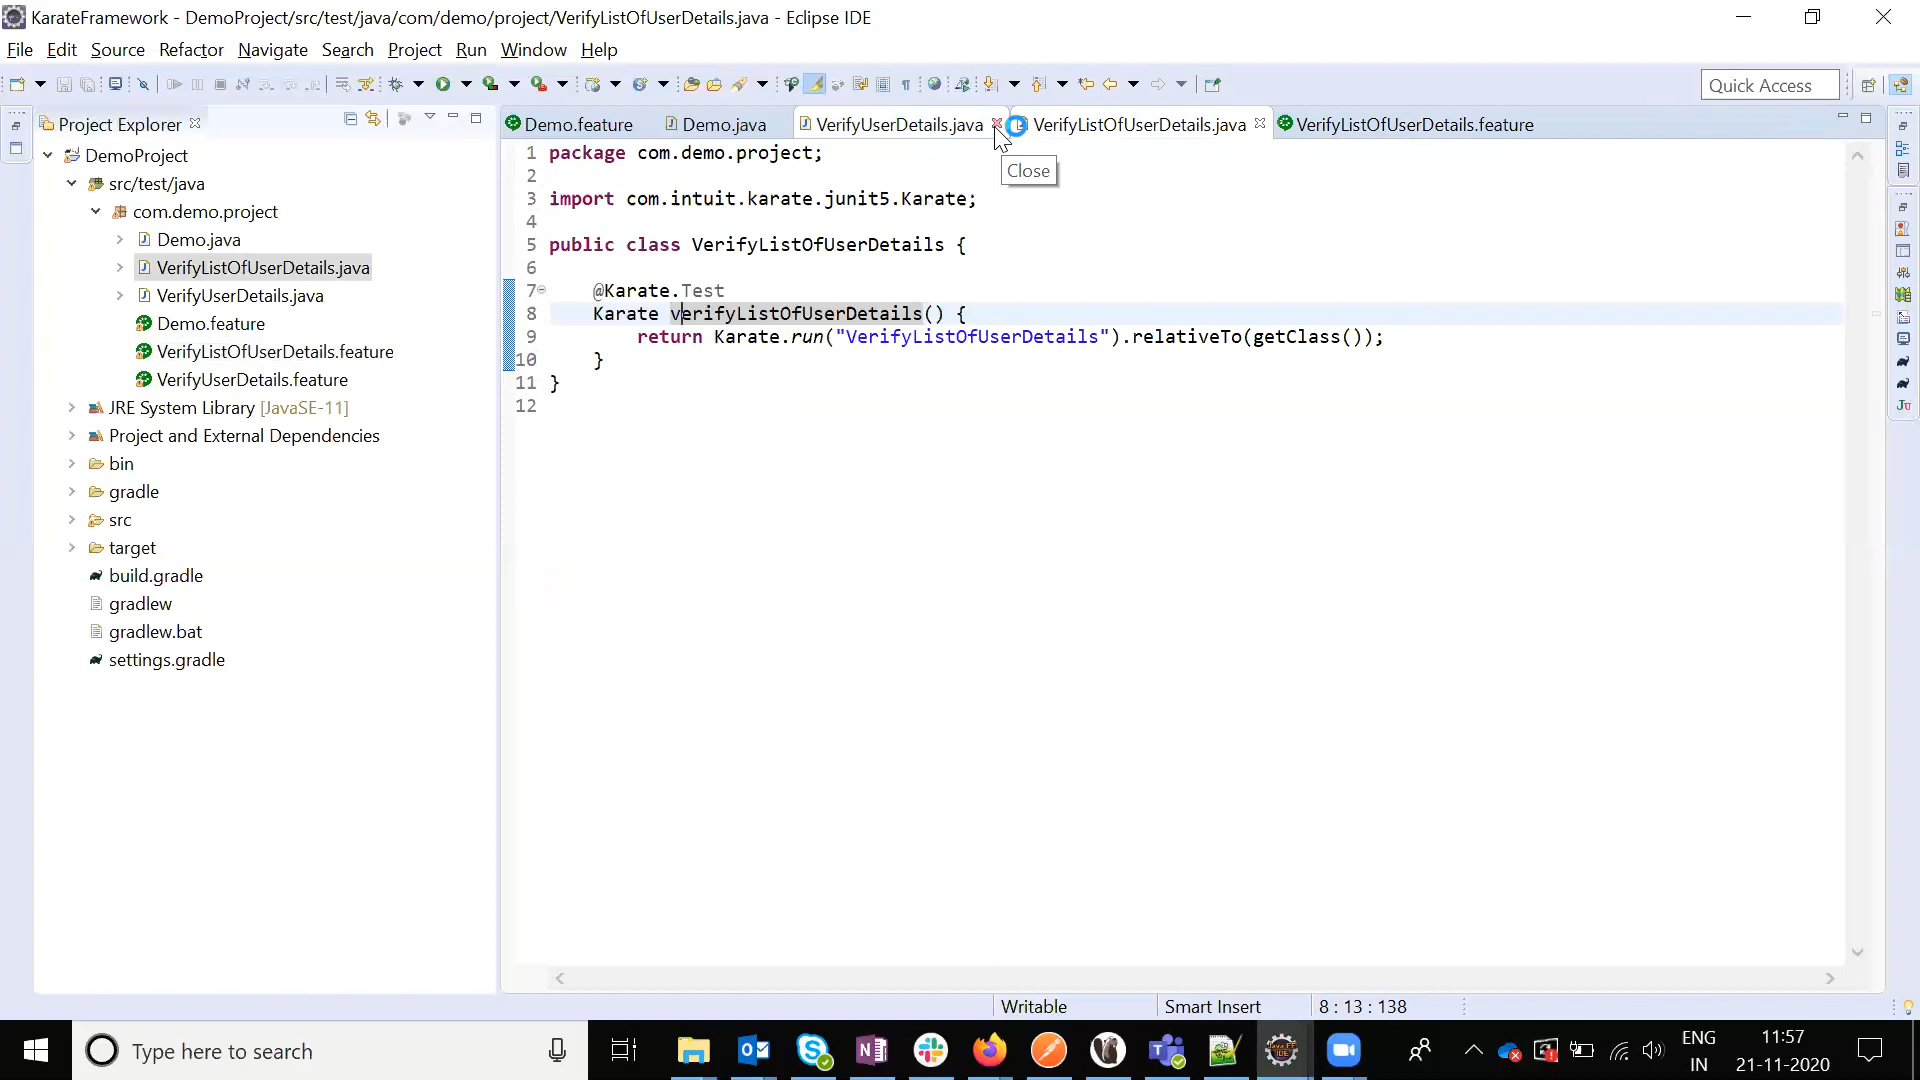 KarateFramework - DemoProject/src/test/java/com/demo/project/VerifyListOfUserDetails.java - Eclipse IDE
File Edit Source Refactor Navigate Search Project Run Window Help
Quick Access
Project Explorer
Demo.feature Demo.java VerifyUserDetails.java VerifyListOfUserDetails.java VerifyListOfUserDetails.feature
Close
DemoProject
src/test/java
com.demo.project
Demo.java
VerifyListOfUserDetails.java
VerifyUserDetails.java
Demo.feature
VerifyListOfUserDetails.feature
VerifyUserDetails.feature
JRE System Library [JavaSE-11]
Project and External Dependencies
bin
gradle
src
target
build.gradle
gradlew
gradlew.bat
settings.gradle
1 package com.demo.project;
2
3 import com.intuit.karate.junit5.Karate;
4
5 public class VerifyListOfUserDetails {
6
7 @Karate.Test
8 Karate verifyListOfUserDetails() {
9 return Karate.run("VerifyListOfUserDetails").relativeTo(getClass());
10 }
11 }
12
Writable Smart Insert 8 : 13 : 138
Type here to search
ENG
IN
11:57
21-11-2020